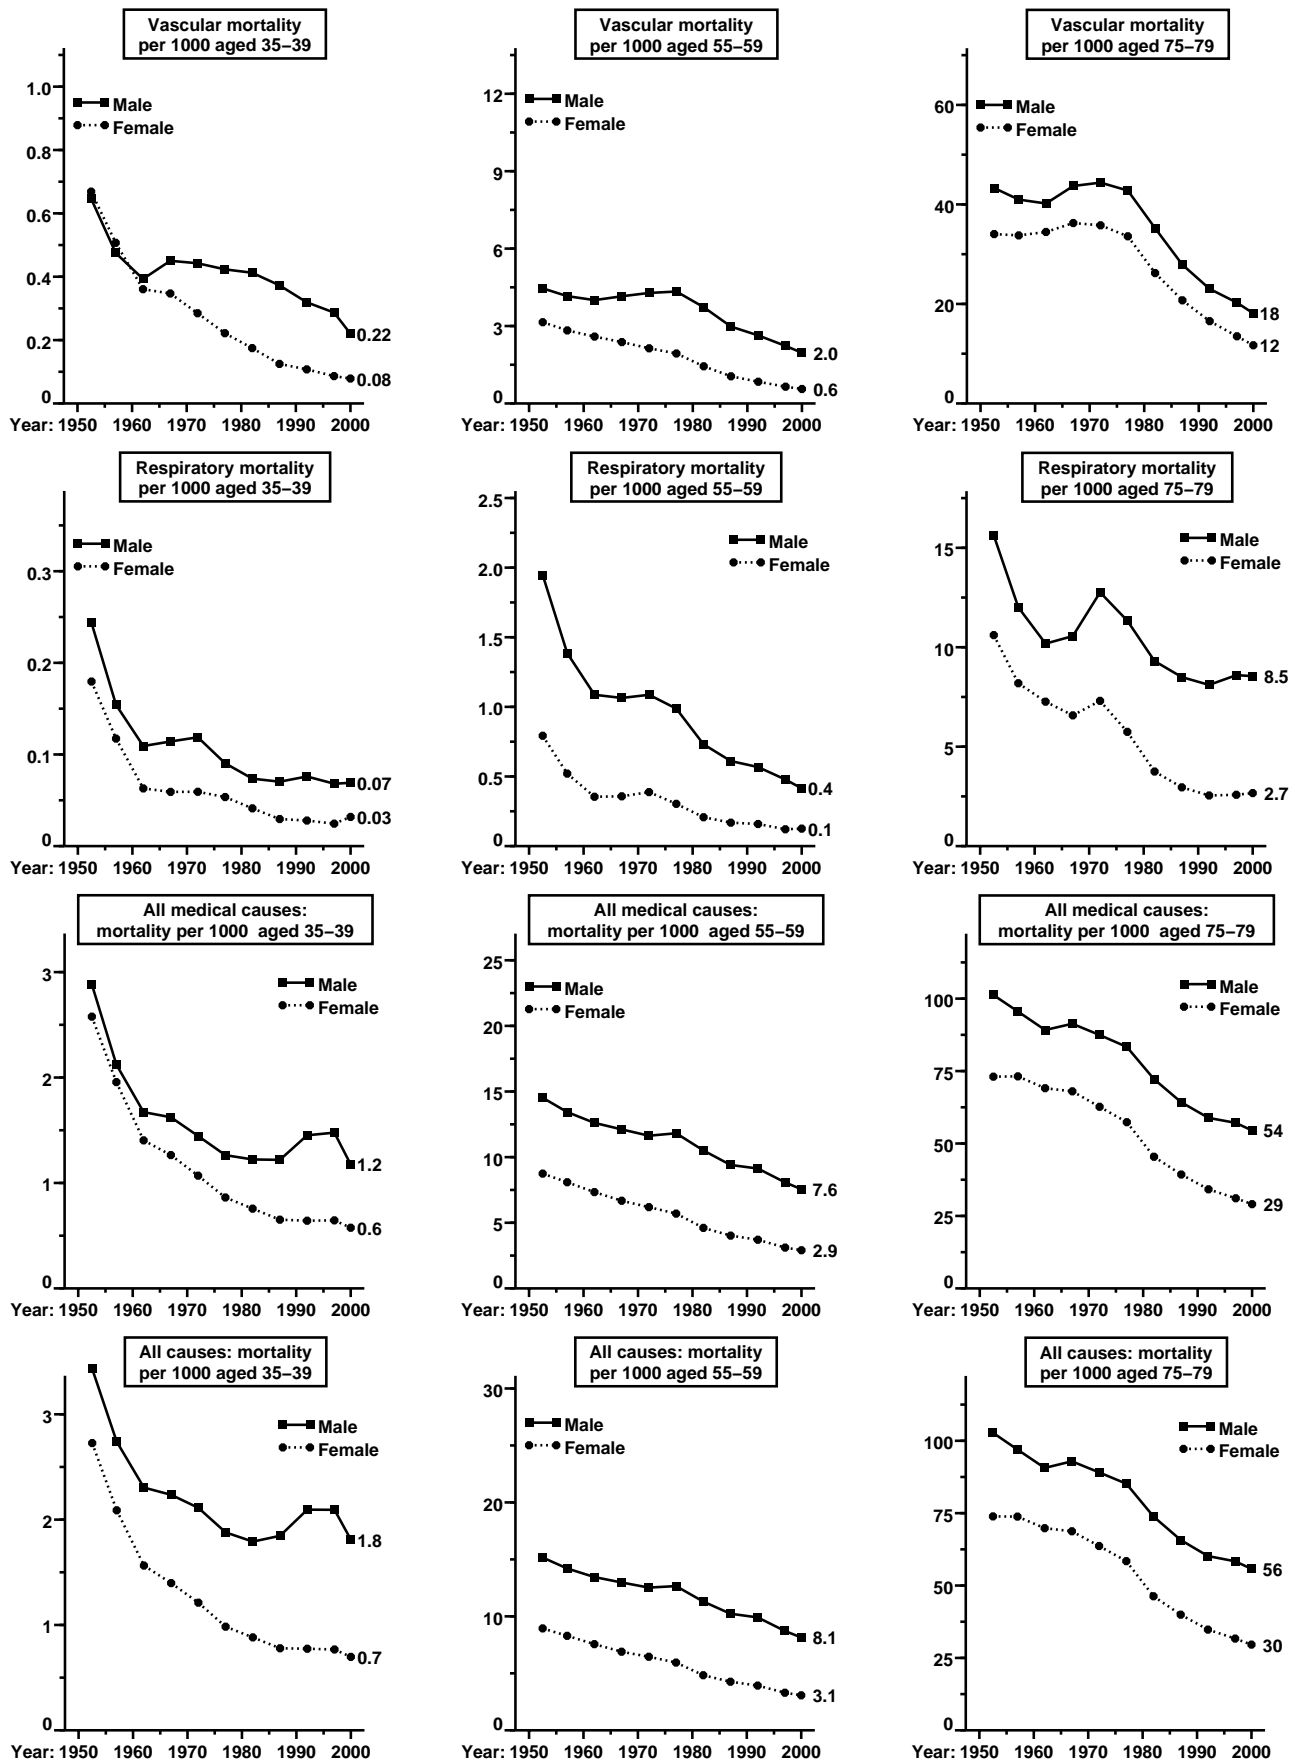 Vascular mortality
per 1000 aged 35–39
1.0
0.8
0.6
0.4
0.2
0
Male
Female
0.22
0.08
Year: 1950 1960 1970 1980 1990 2000
Vascular mortality
per 1000 aged 55–59
12
9
6
3
0
Male
Female
2.0
0.6
Year: 1950 1960 1970 1980 1990 2000
Vascular mortality
per 1000 aged 75–79
60
40
20
0
Male
Female
18
12
Year: 1950 1960 1970 1980 1990 2000
Respiratory mortality
per 1000 aged 35–39
0.3
0.2
0.1
0
Male
Female
0.07
0.03
Year: 1950 1960 1970 1980 1990 2000
Respiratory mortality
per 1000 aged 55–59
2.5
2.0
1.5
1.0
0.5
0
Male
Female
0.4
0.1
Year: 1950 1960 1970 1980 1990 2000
Respiratory mortality
per 1000 aged 75–79
15
10
5
0
Male
Female
8.5
2.7
Year: 1950 1960 1970 1980 1990 2000
All medical causes:
mortality per 1000 aged 35–39
3
2
1
0
Male
Female
1.2
0.6
Year: 1950 1960 1970 1980 1990 2000
All medical causes:
mortality per 1000 aged 55–59
25
20
15
10
5
0
Male
Female
7.6
2.9
Year: 1950 1960 1970 1980 1990 2000
All medical causes:
mortality per 1000 aged 75–79
100
75
50
25
0
Male
Female
54
29
Year: 1950 1960 1970 1980 1990 2000
All causes: mortality
per 1000 aged 35–39
3
2
1
0
Male
Female
1.8
0.7
Year: 1950 1960 1970 1980 1990 2000
All causes: mortality
per 1000 aged 55–59
30
20
10
0
Male
Female
8.1
3.1
Year: 1950 1960 1970 1980 1990 2000
All causes: mortality
per 1000 aged 75–79
100
75
50
25
0
Male
Female
56
30
Year: 1950 1960 1970 1980 1990 2000